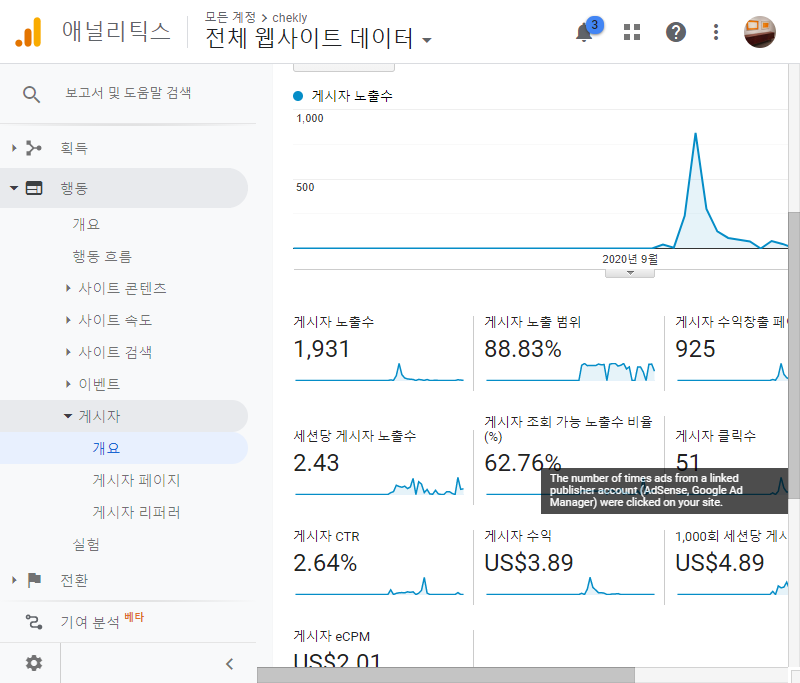 애널리틱스
모든 계정 > chekly
전체 웹사이트 데이터
3
보고서 및 도움말 검색
획득
행동
개요
행동 흐름
사이트 콘텐츠
사이트 속도
사이트 검색
이벤트
게시자
개요
게시자 페이지
게시자 리퍼러
실험
전환
기여 분석 베타
게시자 노출수
1,000
500
2020년 9월
게시자 노출수
1,931
게시자 노출 범위
88.83%
게시자 수익창출 페
925
세션당 게시자 노출수
2.43
게시자 조회 가능 노출수 비율
(%)
62.76%
게시자 클릭수
51
The number of times ads from a linked
publisher account (AdSense, Google Ad
Manager) were clicked on your site.
게시자 CTR
2.64%
게시자 수익
US$3.89
1,000회 세션당 게시
US$4.89
게시자 eCPM
US$2.01